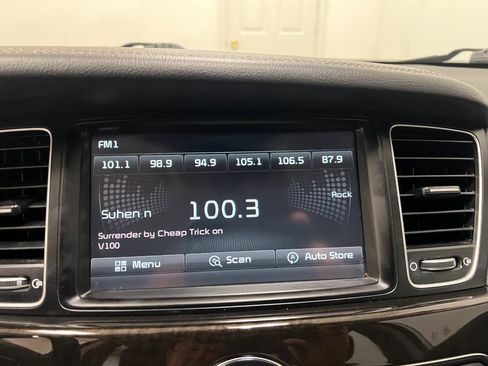 FM1
101.1 98.9 94.9 105.1 106.5 87.9
Rock
Suhen n 100.3
Surrender by Cheap Trick on
V100
Menu Scan Auto Store